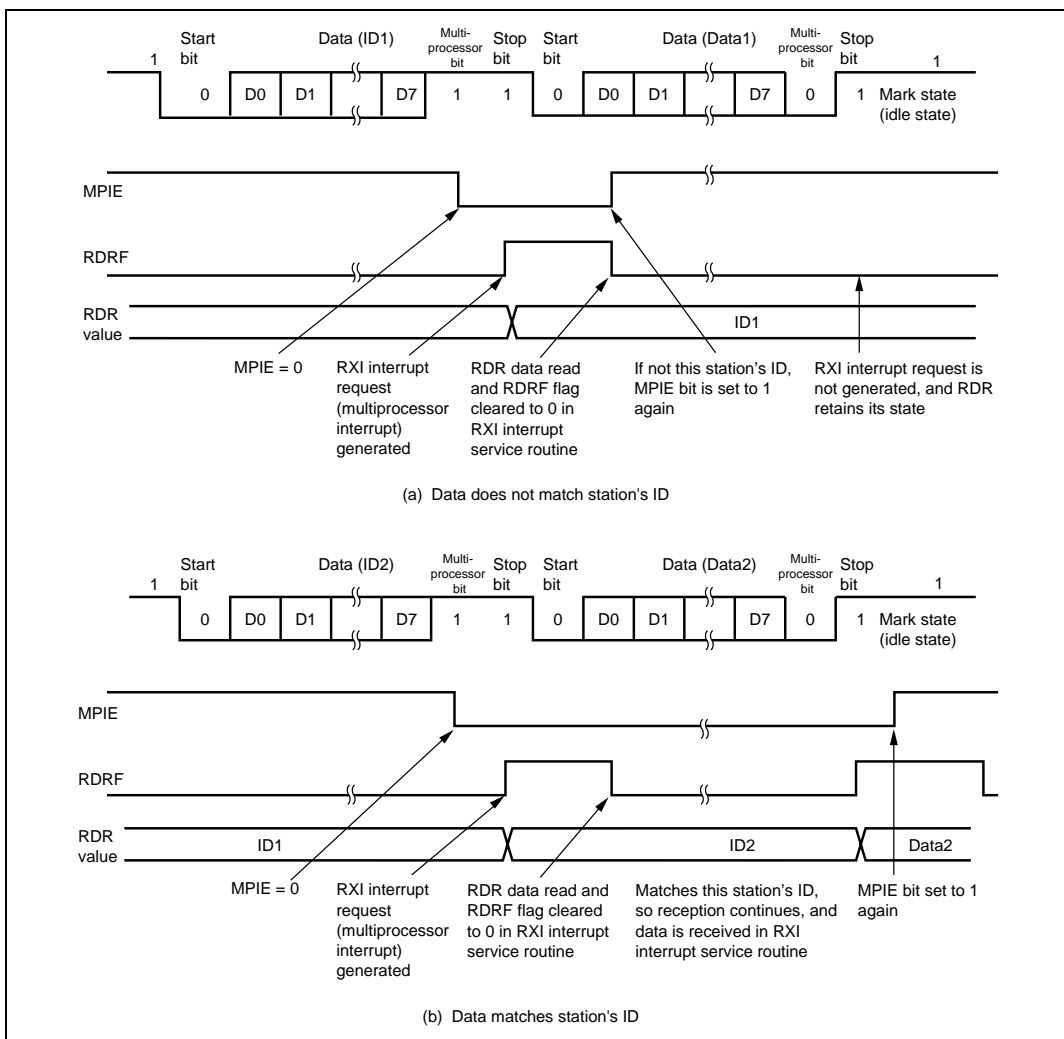 Start bit Data (ID1) Multi-processor bit Stop bit Start bit Data (Data1) Multi-processor bit Stop bit
1 0 D0 D1 D7 1 1 0 D0 D1 D7 0 1 1
Mark state (idle state)
MPIE
RDRF
RDR value
ID1
MPIE = 0
RXI interrupt
request
(multiprocessor
interrupt)
generated
RDR data read
and RDRF flag
cleared to 0 in
RXI interrupt
service routine
If not this station's ID,
MPIE bit is set to 1
again
RXI interrupt request is
not generated, and RDR
retains its state
(a) Data does not match station's ID
Start bit Data (ID2) Multi-processor bit Stop bit Start bit Data (Data2) Multi-processor bit Stop bit
1 0 D0 D1 D7 1 1 0 D0 D1 D7 0 1 1
Mark state (idle state)
MPIE
RDRF
RDR value
ID1 ID2 Data2
MPIE = 0
RXI interrupt
request
(multiprocessor
interrupt)
generated
RDR data read and
RDRF flag cleared
to 0 in RXI interrupt
service routine
Matches this station's ID,
so reception continues, and
data is received in RXI
interrupt service routine
MPIE bit set to 1
again
(b) Data matches station's ID